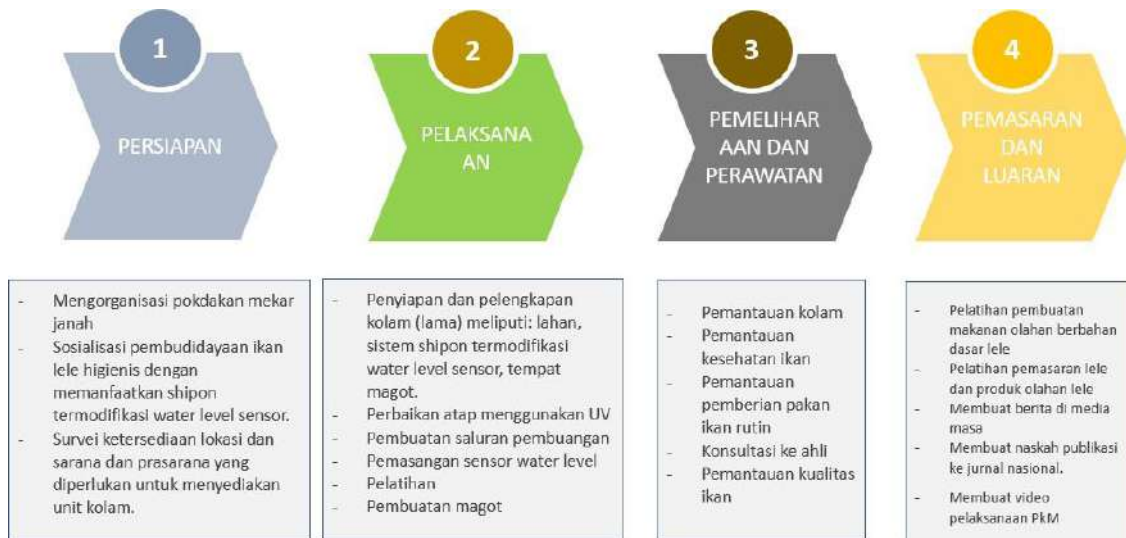 1
PERSIAPAN
2
PELAKSANA
AN
3
PEMELIHAR
AAN DAN
PERAWATAN
4
PEMASARAN
DAN
LUARAN
- Mengorganisasi pokdakan mekar
janah
- Sosialisasi pembudidayaan ikan
lele higienis dengan
memanfaatkan shipon
termodifikasi water level sensor.
- Survei ketersediaan lokasi dan
sarana dan prasarana yang
diperlukan untuk menyediakan
unit kolam.
- Penyiapan dan pelengkapan
kolam (lama) meliputi: lahan,
sistem shipon termodifikasi
water level sensor, tempat
magot.
- Perbaikan atap menggunakan UV
- Pembuatan saluran pembuangan
- Pemasangan sensor water level
- Pelatihan
- Pembuatan magot
- Pemantauan kolam
- Pemantauan
kesehatan ikan
- Pemantauan
pemberian pakan
ikan rutin
- Konsultasi ke ahli
- Pemantauan kualitas
ikan
- Pelatihan pembuatan
makanan olahan berbahan
dasar lele
- Pelatihan pemasaran lele
dan produk olahan lele
- Membuat berita di media
masa
- Membuat naskah publikasi
ke jurnal nasional.
- Membuat video
pelaksanaan PkM